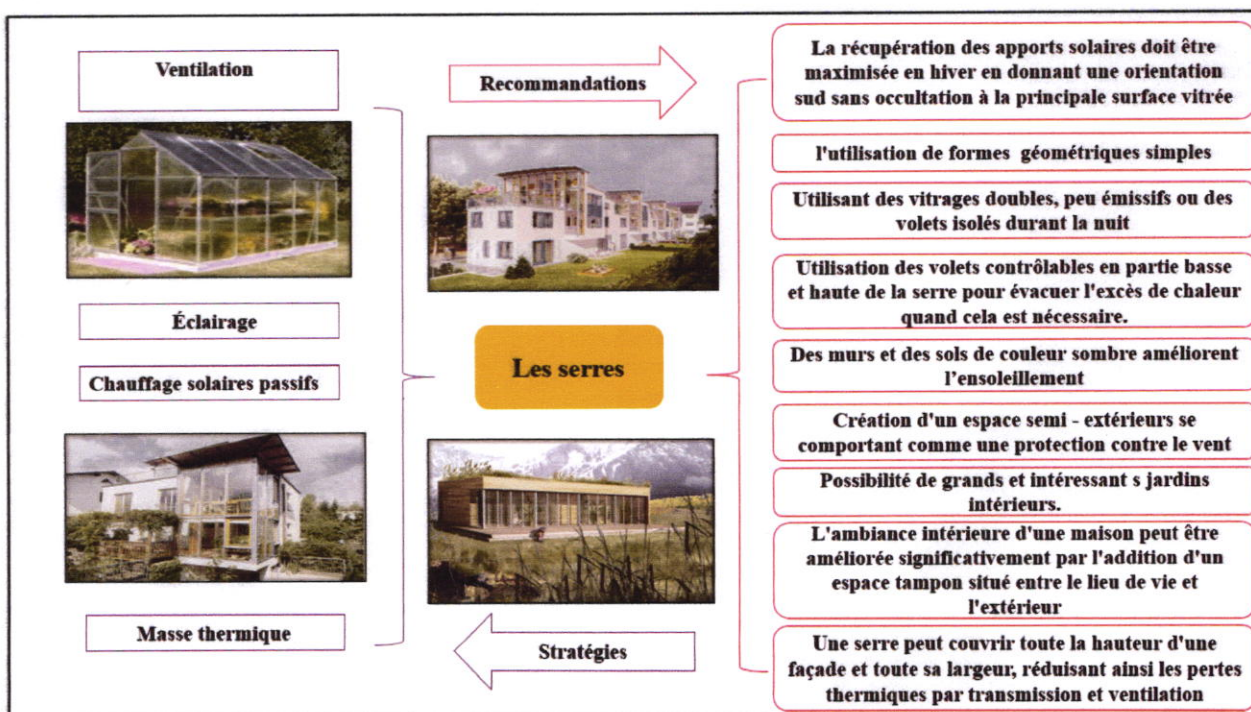 Ventilation
Éclairage
Chauffage solaires passifs
Masse thermique
Recommandations
Les serres
Stratégies
La récupération des apports solaires doit être
maximisée en hiver en donnant une orientation
sud sans occultation à la principale surface vitrée
l'utilisation de formes géométriques simples
Utilisant des vitrages doubles, peu émissifs ou des
volets isolés durant la nuit
Utilisation des volets contrôlables en partie basse
et haute de la serre pour évacuer l'excès de chaleur
quand cela est nécessaire.
Des murs et des sols de couleur sombre améliorent
l’ensoleillement
Création d'un espace semi - extérieurs se
comportant comme une protection contre le vent
Possibilité de grands et intéressant s jardins
intérieurs.
L'ambiance intérieure d'une maison peut être
améliorée significativement par l'addition d'un
espace tampon situé entre le lieu de vie et
l'extérieur
Une serre peut couvrir toute la hauteur d'une
façade et toute sa largeur, réduisant ainsi les pertes
thermiques par transmission et ventilation